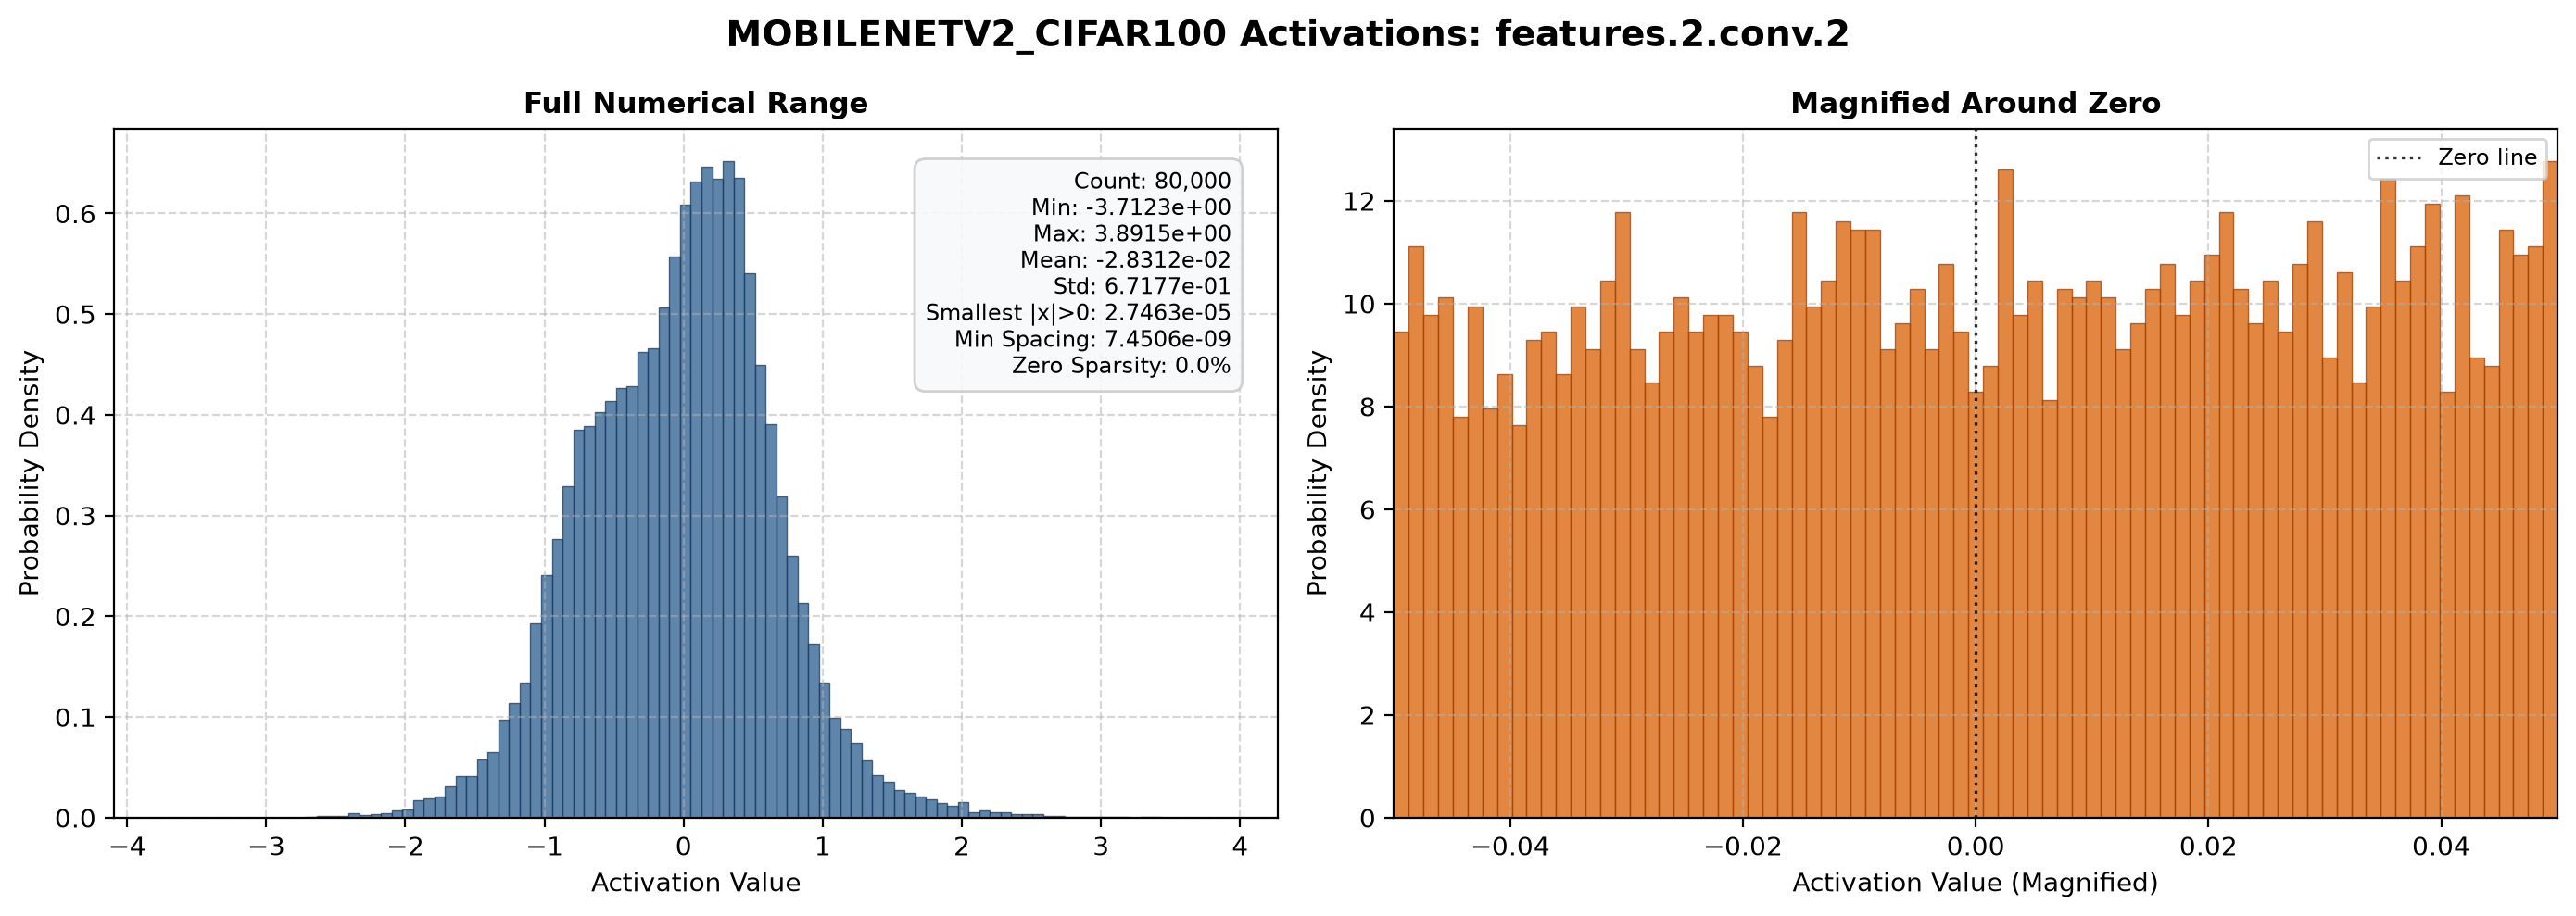 MOBILENETV2_CIFAR100 Activations: features.2.conv.2
Full Numerical Range
Probability Density
0.6
0.5
0.4
0.3
0.2
0.1
0.0
Count: 80,000
Min: -3.7123e+00
Max: 3.8915e+00
Mean: -2.8312e-02
Std: 6.7177e-01
Smallest |x|>0: 2.7463e-05
Min Spacing: 7.4506e-09
Zero Sparsity: 0.0%
−4 −3 −2 −1 0 1 2 3 4
Activation Value
Magnified Around Zero
Probability Density
12
10
8
6
4
2
0
Zero line
−0.04 −0.02 0.00 0.02 0.04
Activation Value (Magnified)